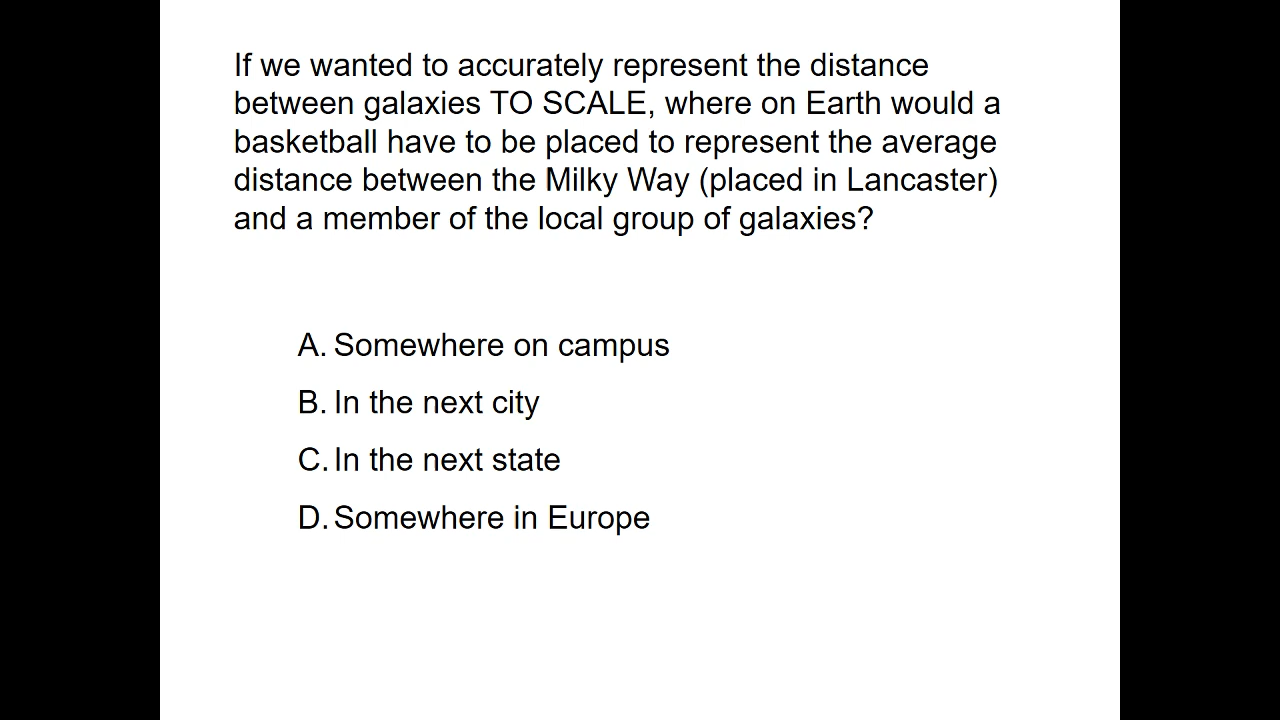 If we wanted to accurately represent the distance
between galaxies TO SCALE, where on Earth would a
basketball have to be placed to represent the average
distance between the Milky Way (placed in Lancaster)
and a member of the local group of galaxies?
A. Somewhere on campus
B. In the next city
C. In the next state
D. Somewhere in Europe